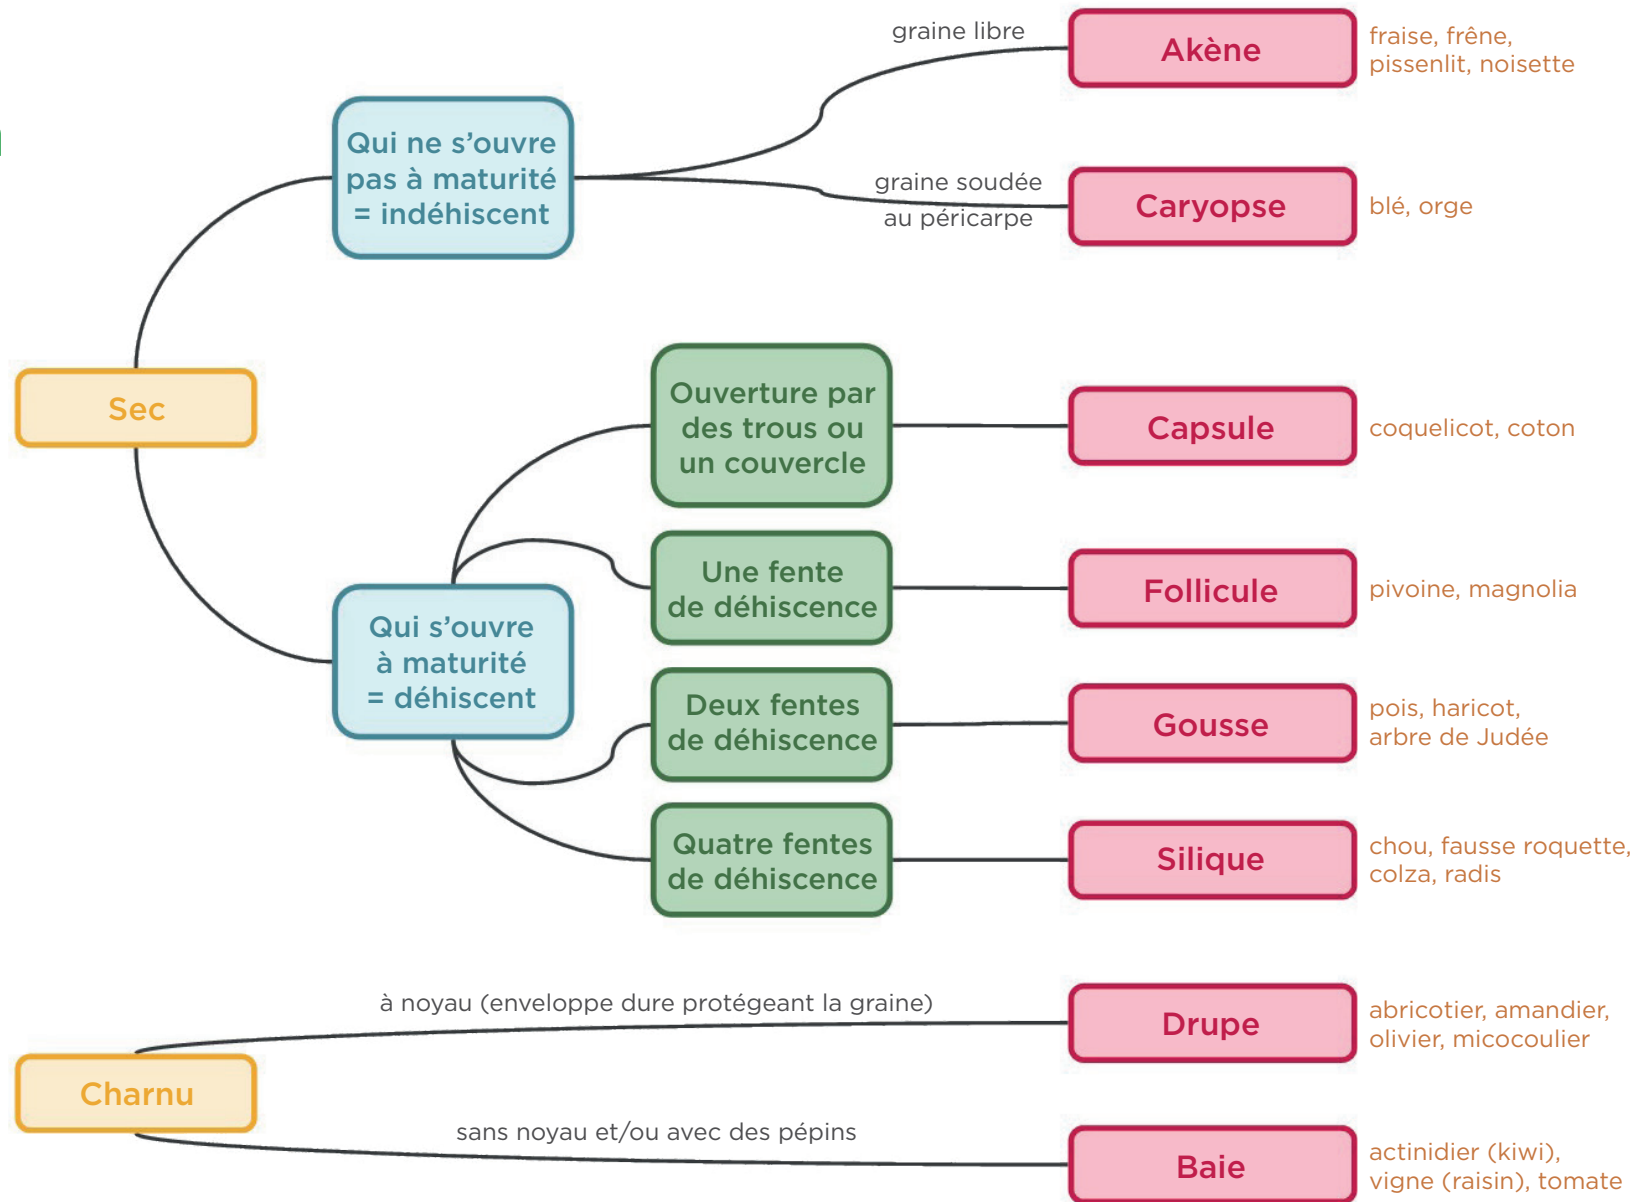 graine libre
Akène
fraise, frêne,
pissenlit, noisette
Qui ne s’ouvre
pas à maturité
= indéhiscent
graine soudée
au péricarpe
Caryopse
blé, orge
Sec
Ouverture par
des trous ou
un couvercle
Capsule
coquelicot, coton
Une fente
de déhiscence
Follicule
pivoine, magnolia
Qui s’ouvre
à maturité
= déhiscent
Deux fentes
de déhiscence
Gousse
pois, haricot,
arbre de Judée
Quatre fentes
de déhiscence
Silique
chou, fausse roquette,
colza, radis
à noyau (enveloppe dure protégeant la graine)
Drupe
abricotier, amandier,
olivier, micocoulier
Charnu
sans noyau et/ou avec des pépins
Baie
actinidier (kiwi),
vigne (raisin), tomate